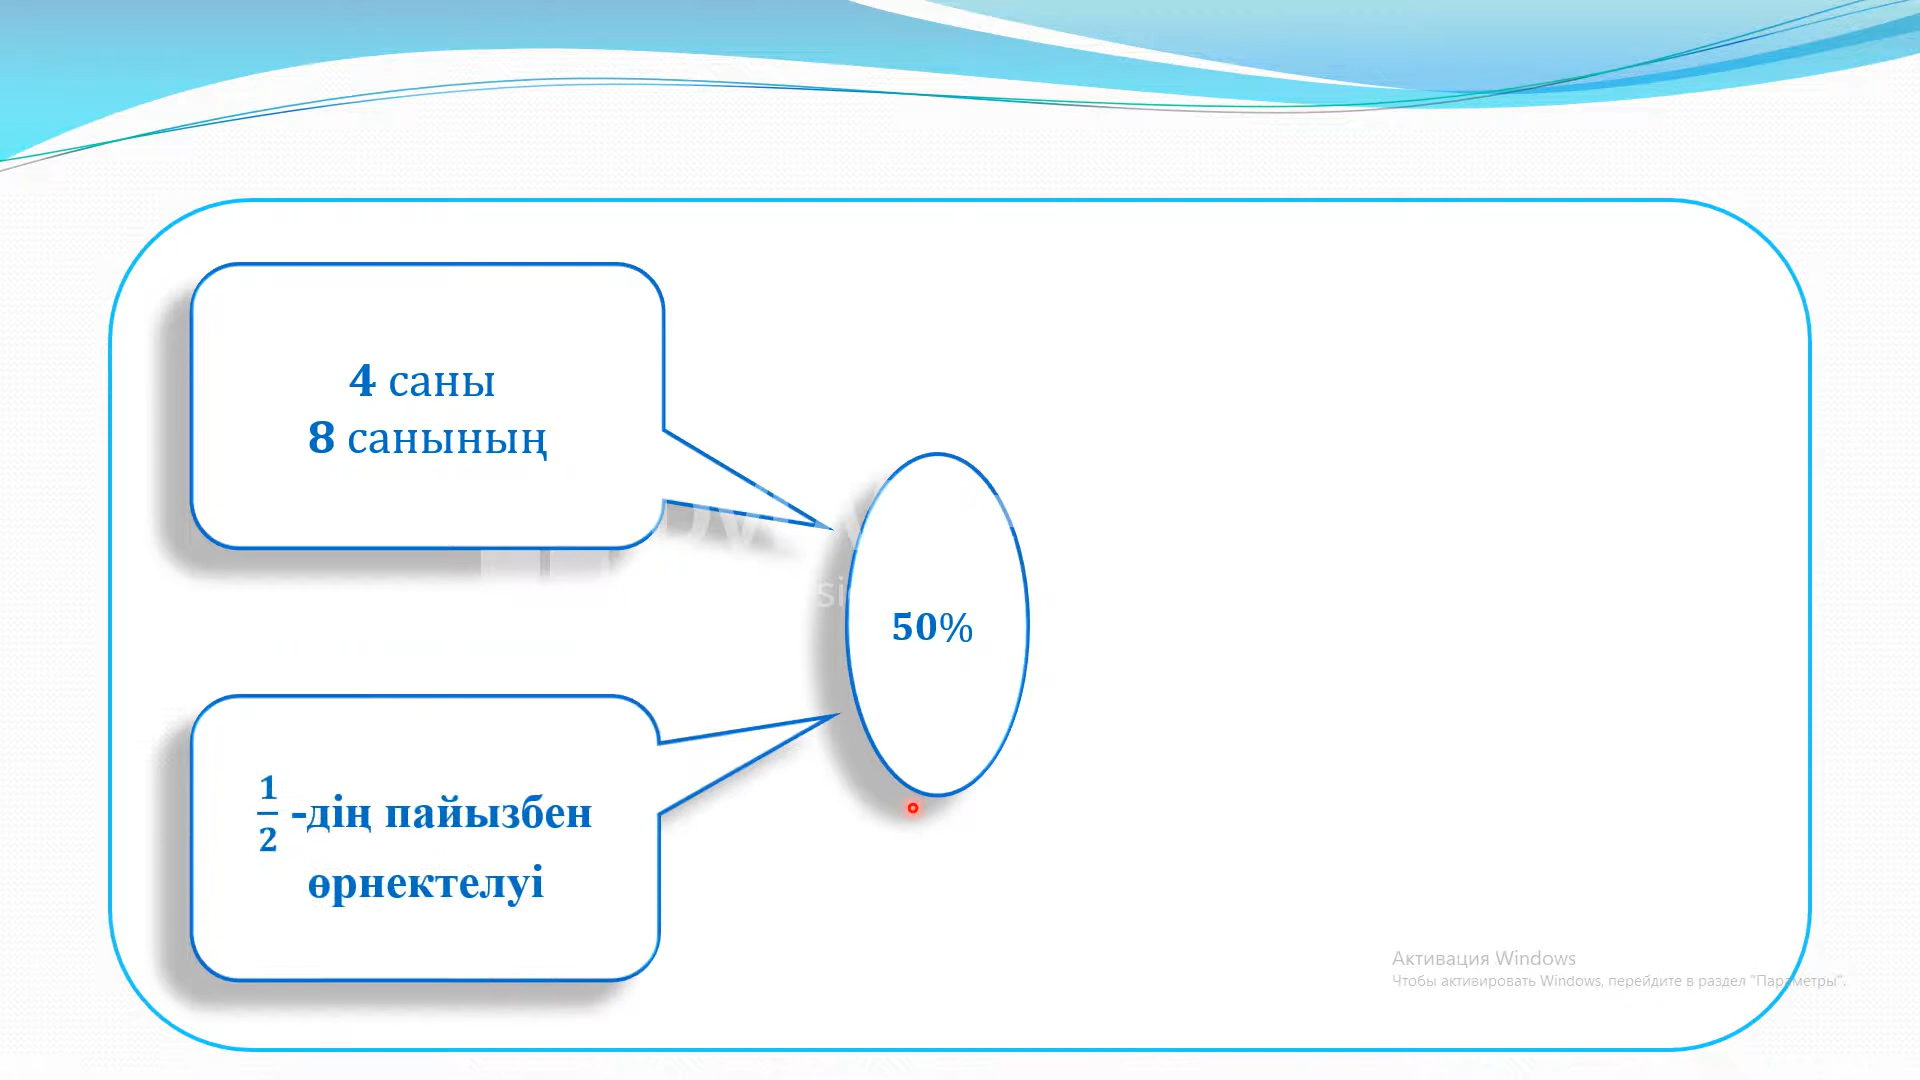 4 саны
8 санының
50%
1/2 -дің пайызбен
өрнектелуі
Активация Windows
Чтобы активировать Windows, перейдите в раздел "Параметры".